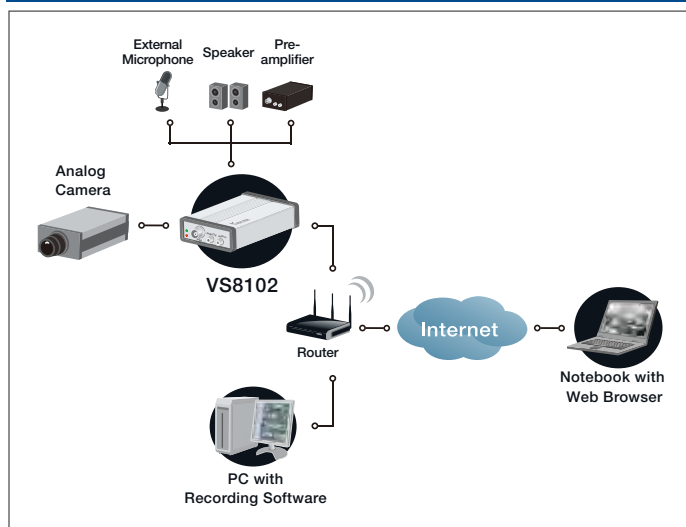 External
Microphone
Speaker
Pre-
amplifier
Analog
Camera
VS8102
Router
Internet
Notebook with
Web Browser
PC with
Recording Software